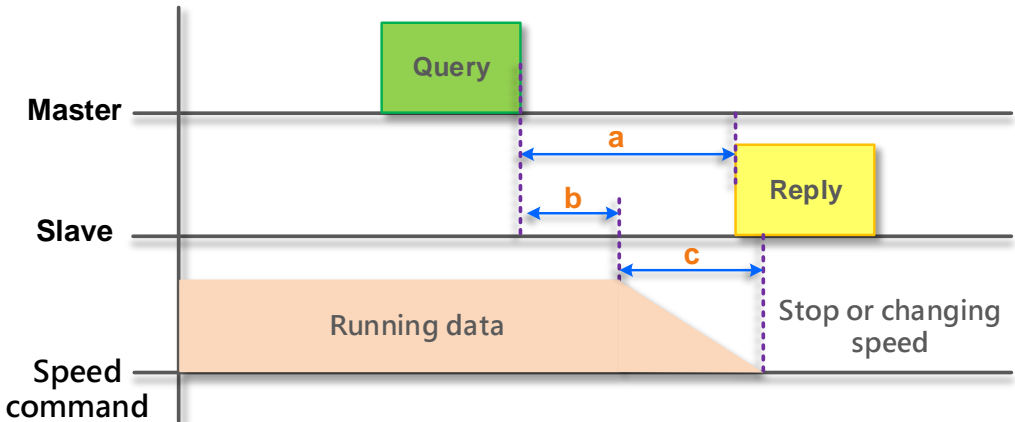 Query
Master
a
Reply
b
Slave
c
Running data
Stop or changing
speed
Speed
command